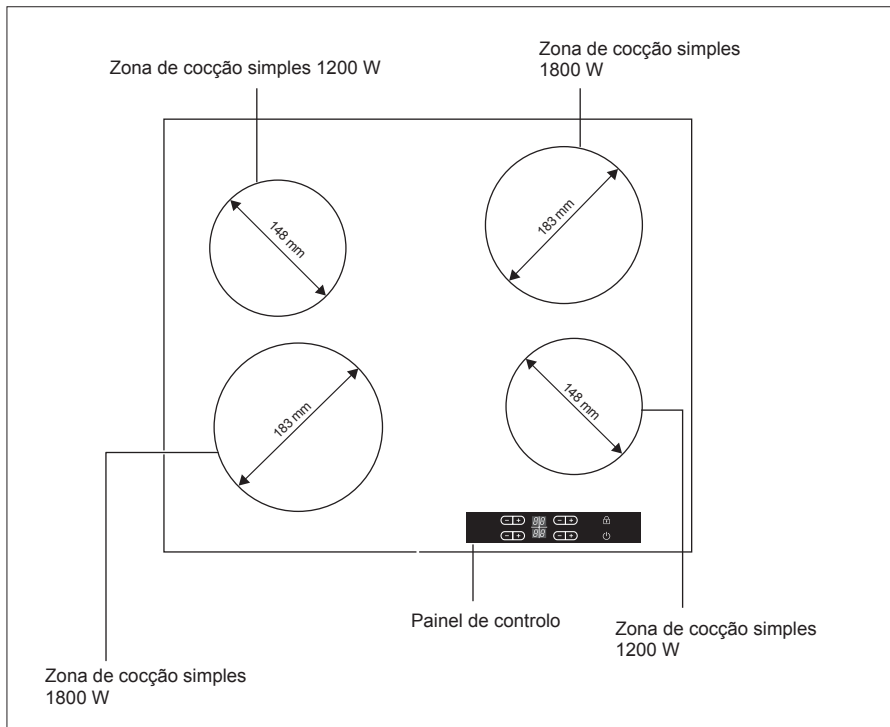 Zona de cocção simples 1200 W
Zona de cocção simples
1800 W
148 mm
183 mm
183 mm
148 mm
Painel de controlo
Zona de cocção simples
1200 W
Zona de cocção simples
1800 W